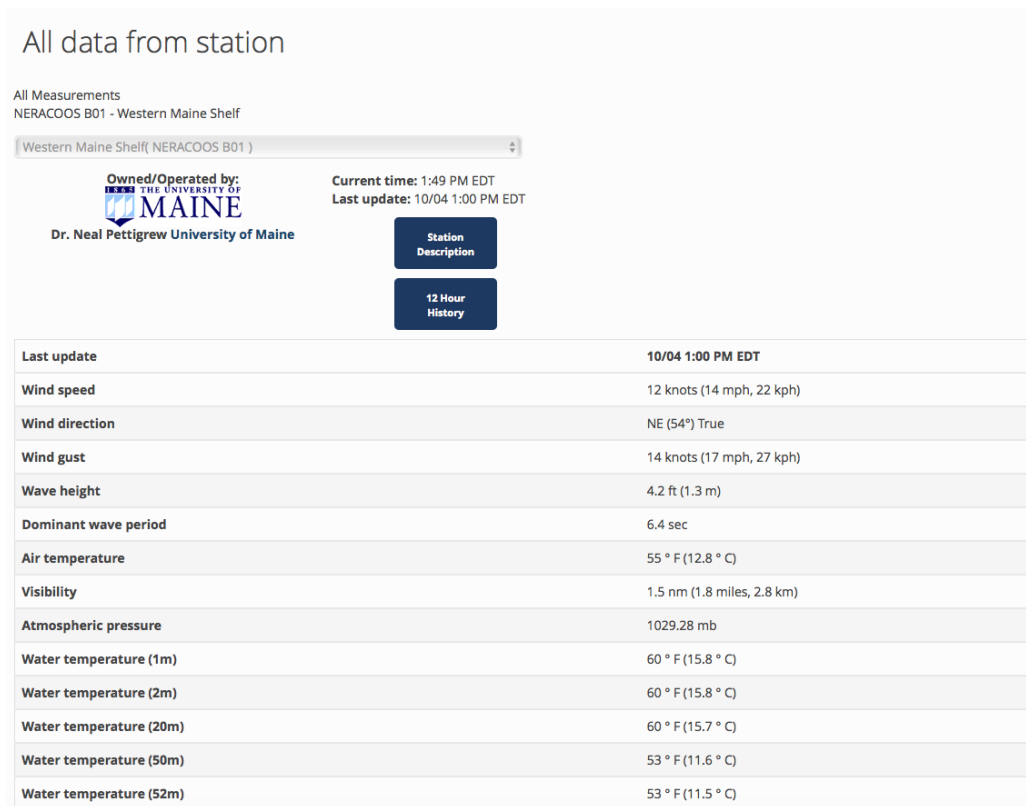 All data from station
All Measurements
NERACOOS B01 - Western Maine Shelf
Western Maine Shelf( NERACOOS B01 )
Owned/Operated by:
1865 THE UNIVERSITY OF
MAINE
Dr. Neal Pettigrew University of Maine
Current time: 1:49 PM EDT
Last update: 10/04 1:00 PM EDT
Station
Description
12 Hour
History
Last update 10/04 1:00 PM EDT
Wind speed 12 knots (14 mph, 22 kph)
Wind direction NE (54°) True
Wind gust 14 knots (17 mph, 27 kph)
Wave height 4.2 ft (1.3 m)
Dominant wave period 6.4 sec
Air temperature 55 ° F (12.8 ° C)
Visibility 1.5 nm (1.8 miles, 2.8 km)
Atmospheric pressure 1029.28 mb
Water temperature (1m) 60 ° F (15.8 ° C)
Water temperature (2m) 60 ° F (15.8 ° C)
Water temperature (20m) 60 ° F (15.7 ° C)
Water temperature (50m) 53 ° F (11.6 ° C)
Water temperature (52m) 53 ° F (11.5 ° C)